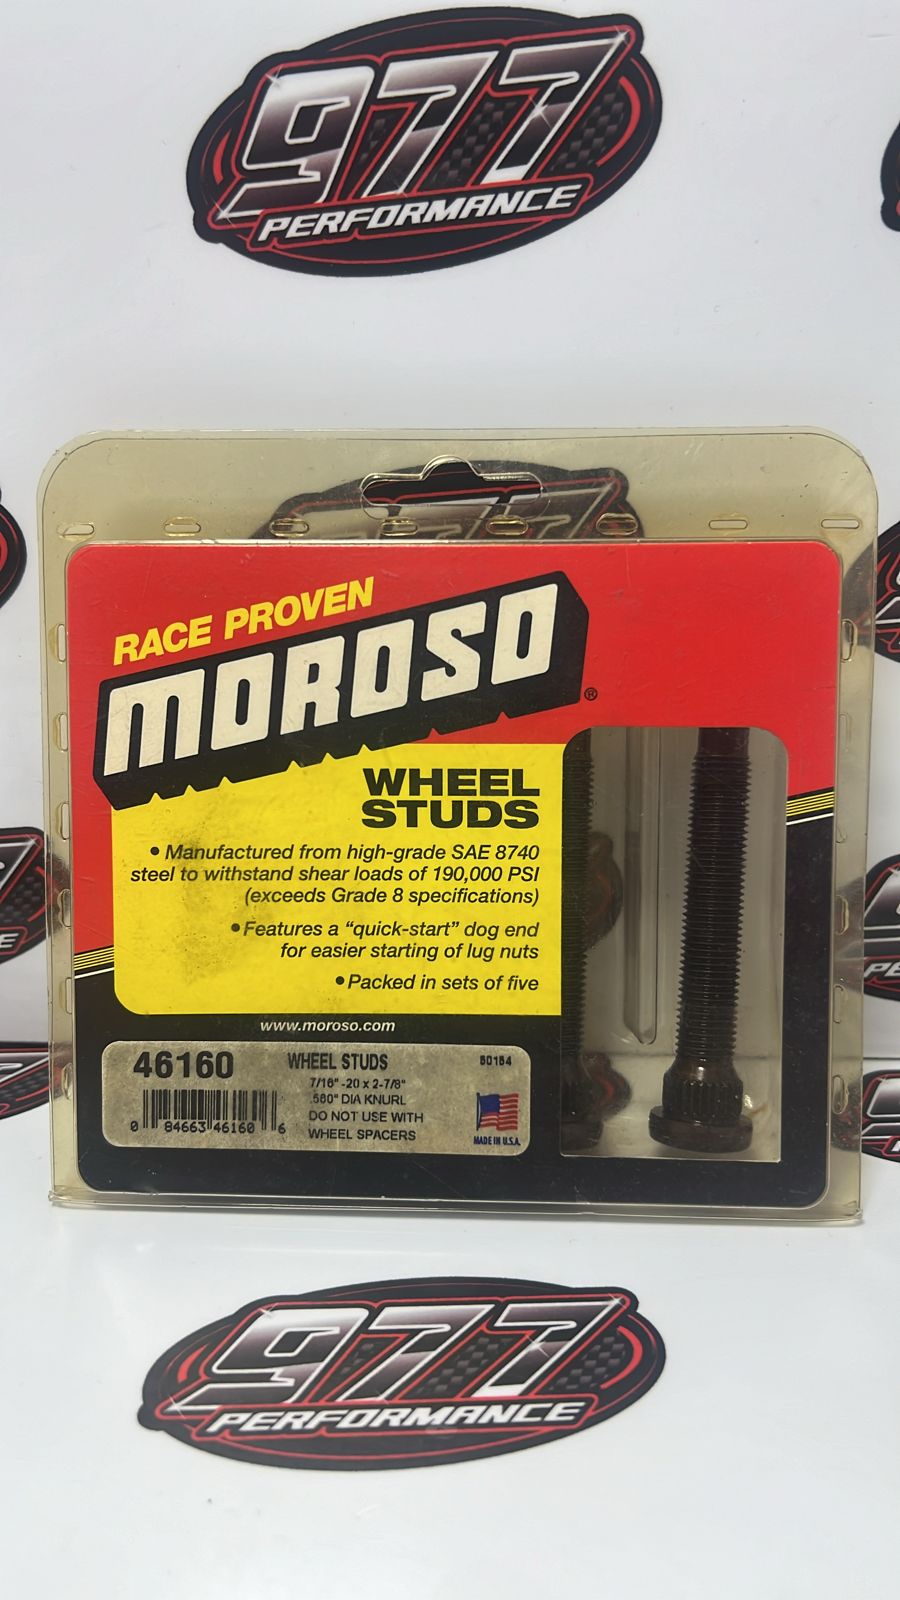 977
PERFORMANCE
RACE PROVEN
MOROSO®
WHEEL
STUDS
• Manufactured from high-grade SAE 8740
steel to withstand shear loads of 190,000 PSI
(exceeds Grade 8 specifications)
• Features a “quick-start” dog end
for easier starting of lug nuts
• Packed in sets of five
www.moroso.com
46160
WHEEL STUDS
7/16" -20 x 2-7/8"
DIA KNURL
DO NOT USE WITH
WHEEL SPACERS
0 84663 46160 6
MADE IN U.S.A.
977
PERFORMANCE